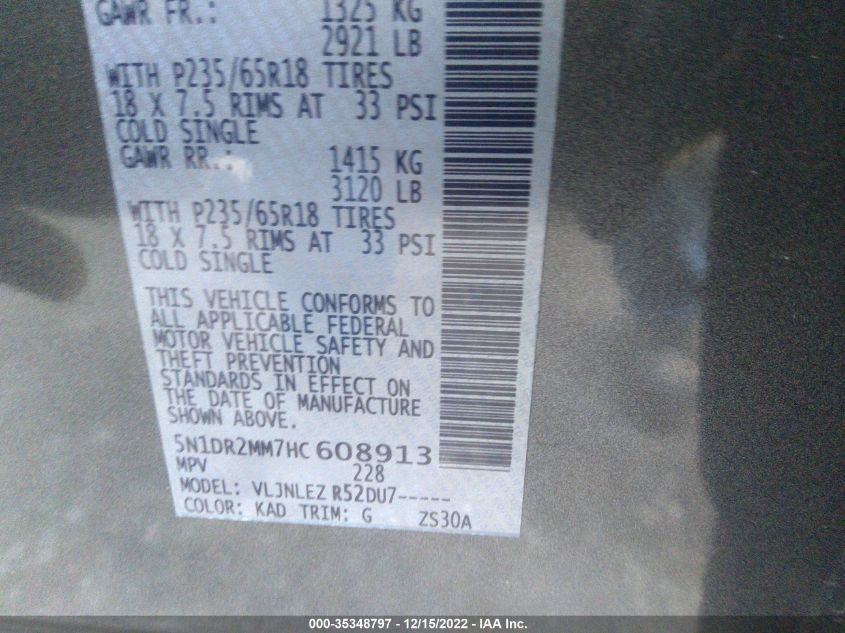 GAWR FR.: 1325 KG
2921 LB
WITH P235/65R18 TIRES
18 X 7.5 RIMS AT 33 PSI
COLD SINGLE
GAWR RR.: 1415 KG
3120 LB
WITH P235/65R18 TIRES
18 X 7.5 RIMS AT 33 PSI
COLD SINGLE
THIS VEHICLE CONFORMS TO
ALL APPLICABLE FEDERAL
MOTOR VEHICLE SAFETY AND
THEFT PREVENTION
STANDARDS IN EFFECT ON
THE DATE OF MANUFACTURE
SHOWN ABOVE.
5N1DR2MM7HC 608913
MPV 228
MODEL: VLJNLEZ R52DU7-----
COLOR: KAD TRIM: G ZS30A
000-35348797 - 12/15/2022 - IAA Inc.